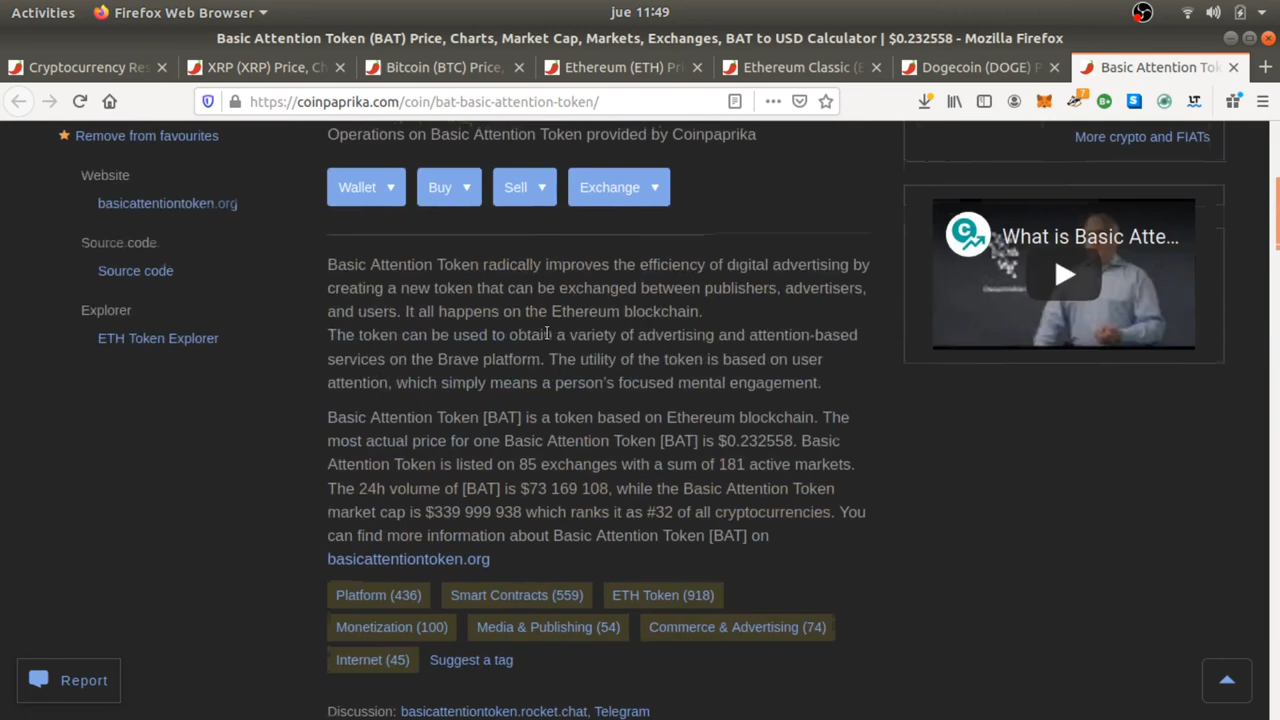 Activities Firefox Web Browser jue 11:49
Basic Attention Token (BAT) Price, Charts, Market Cap, Markets, Exchanges, BAT to USD Calculator | $0.232558 - Mozilla Firefox
Cryptocurrency Res XRP (XRP) Price, Ch Bitcoin (BTC) Price, Ethereum (ETH) Pri Ethereum Classic (E Dogecoin (DOGE) P Basic Attention Tok
https://coinpaprika.com/coin/bat-basic-attention-token/
7
Remove from favourites
Website
basicattentiontoken.org
Source code
Source code
Explorer
ETH Token Explorer
Operations on Basic Attention Token provided by Coinpaprika
Wallet Buy Sell Exchange
Basic Attention Token radically improves the efficiency of digital advertising by
creating a new token that can be exchanged between publishers, advertisers,
and users. It all happens on the Ethereum blockchain.
The token can be used to obtain a variety of advertising and attention-based
services on the Brave platform. The utility of the token is based on user
attention, which simply means a person's focused mental engagement.
Basic Attention Token [BAT] is a token based on Ethereum blockchain. The
most actual price for one Basic Attention Token [BAT] is $0.232558. Basic
Attention Token is listed on 85 exchanges with a sum of 181 active markets.
The 24h volume of [BAT] is $73 169 108, while the Basic Attention Token
market cap is $339 999 938 which ranks it as #32 of all cryptocurrencies. You
can find more information about Basic Attention Token [BAT] on
basicattentiontoken.org
Platform (436) Smart Contracts (559) ETH Token (918)
Monetization (100) Media & Publishing (54) Commerce & Advertising (74)
Internet (45) Suggest a tag
Discussion: basicattentiontoken.rocket.chat, Telegram
More crypto and FIATs
What is Basic Atte...
Report